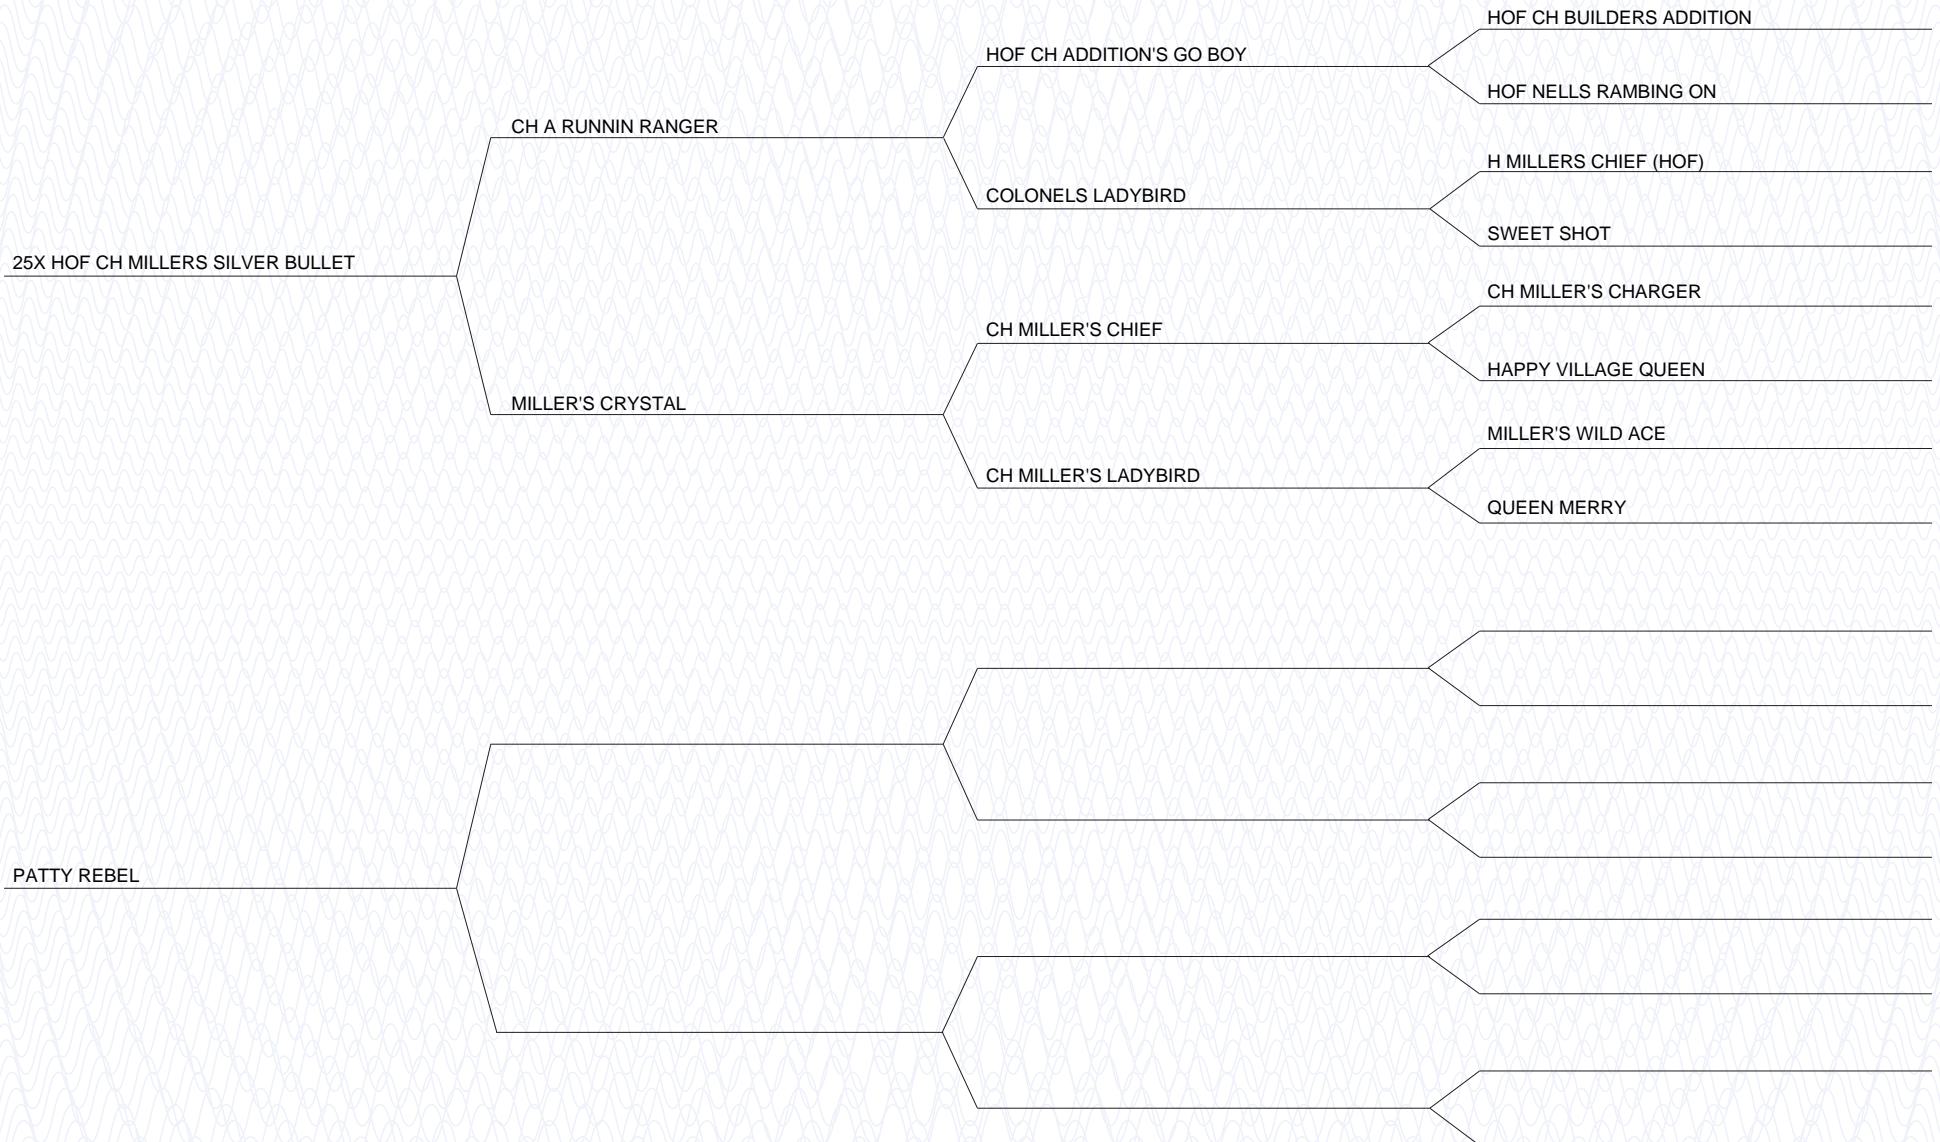 HOF CH BUILDERS ADDITION
HOF CH ADDITION'S GO BOY
HOF NELLS RAMBING ON
CH A RUNNIN RANGER
H MILLERS CHIEF (HOF)
COLONELS LADYBIRD
SWEET SHOT
25X HOF CH MILLERS SILVER BULLET
CH MILLER'S CHARGER
CH MILLER'S CHIEF
HAPPY VILLAGE QUEEN
MILLER'S CRYSTAL
MILLER'S WILD ACE
CH MILLER'S LADYBIRD
QUEEN MERRY
PATTY REBEL